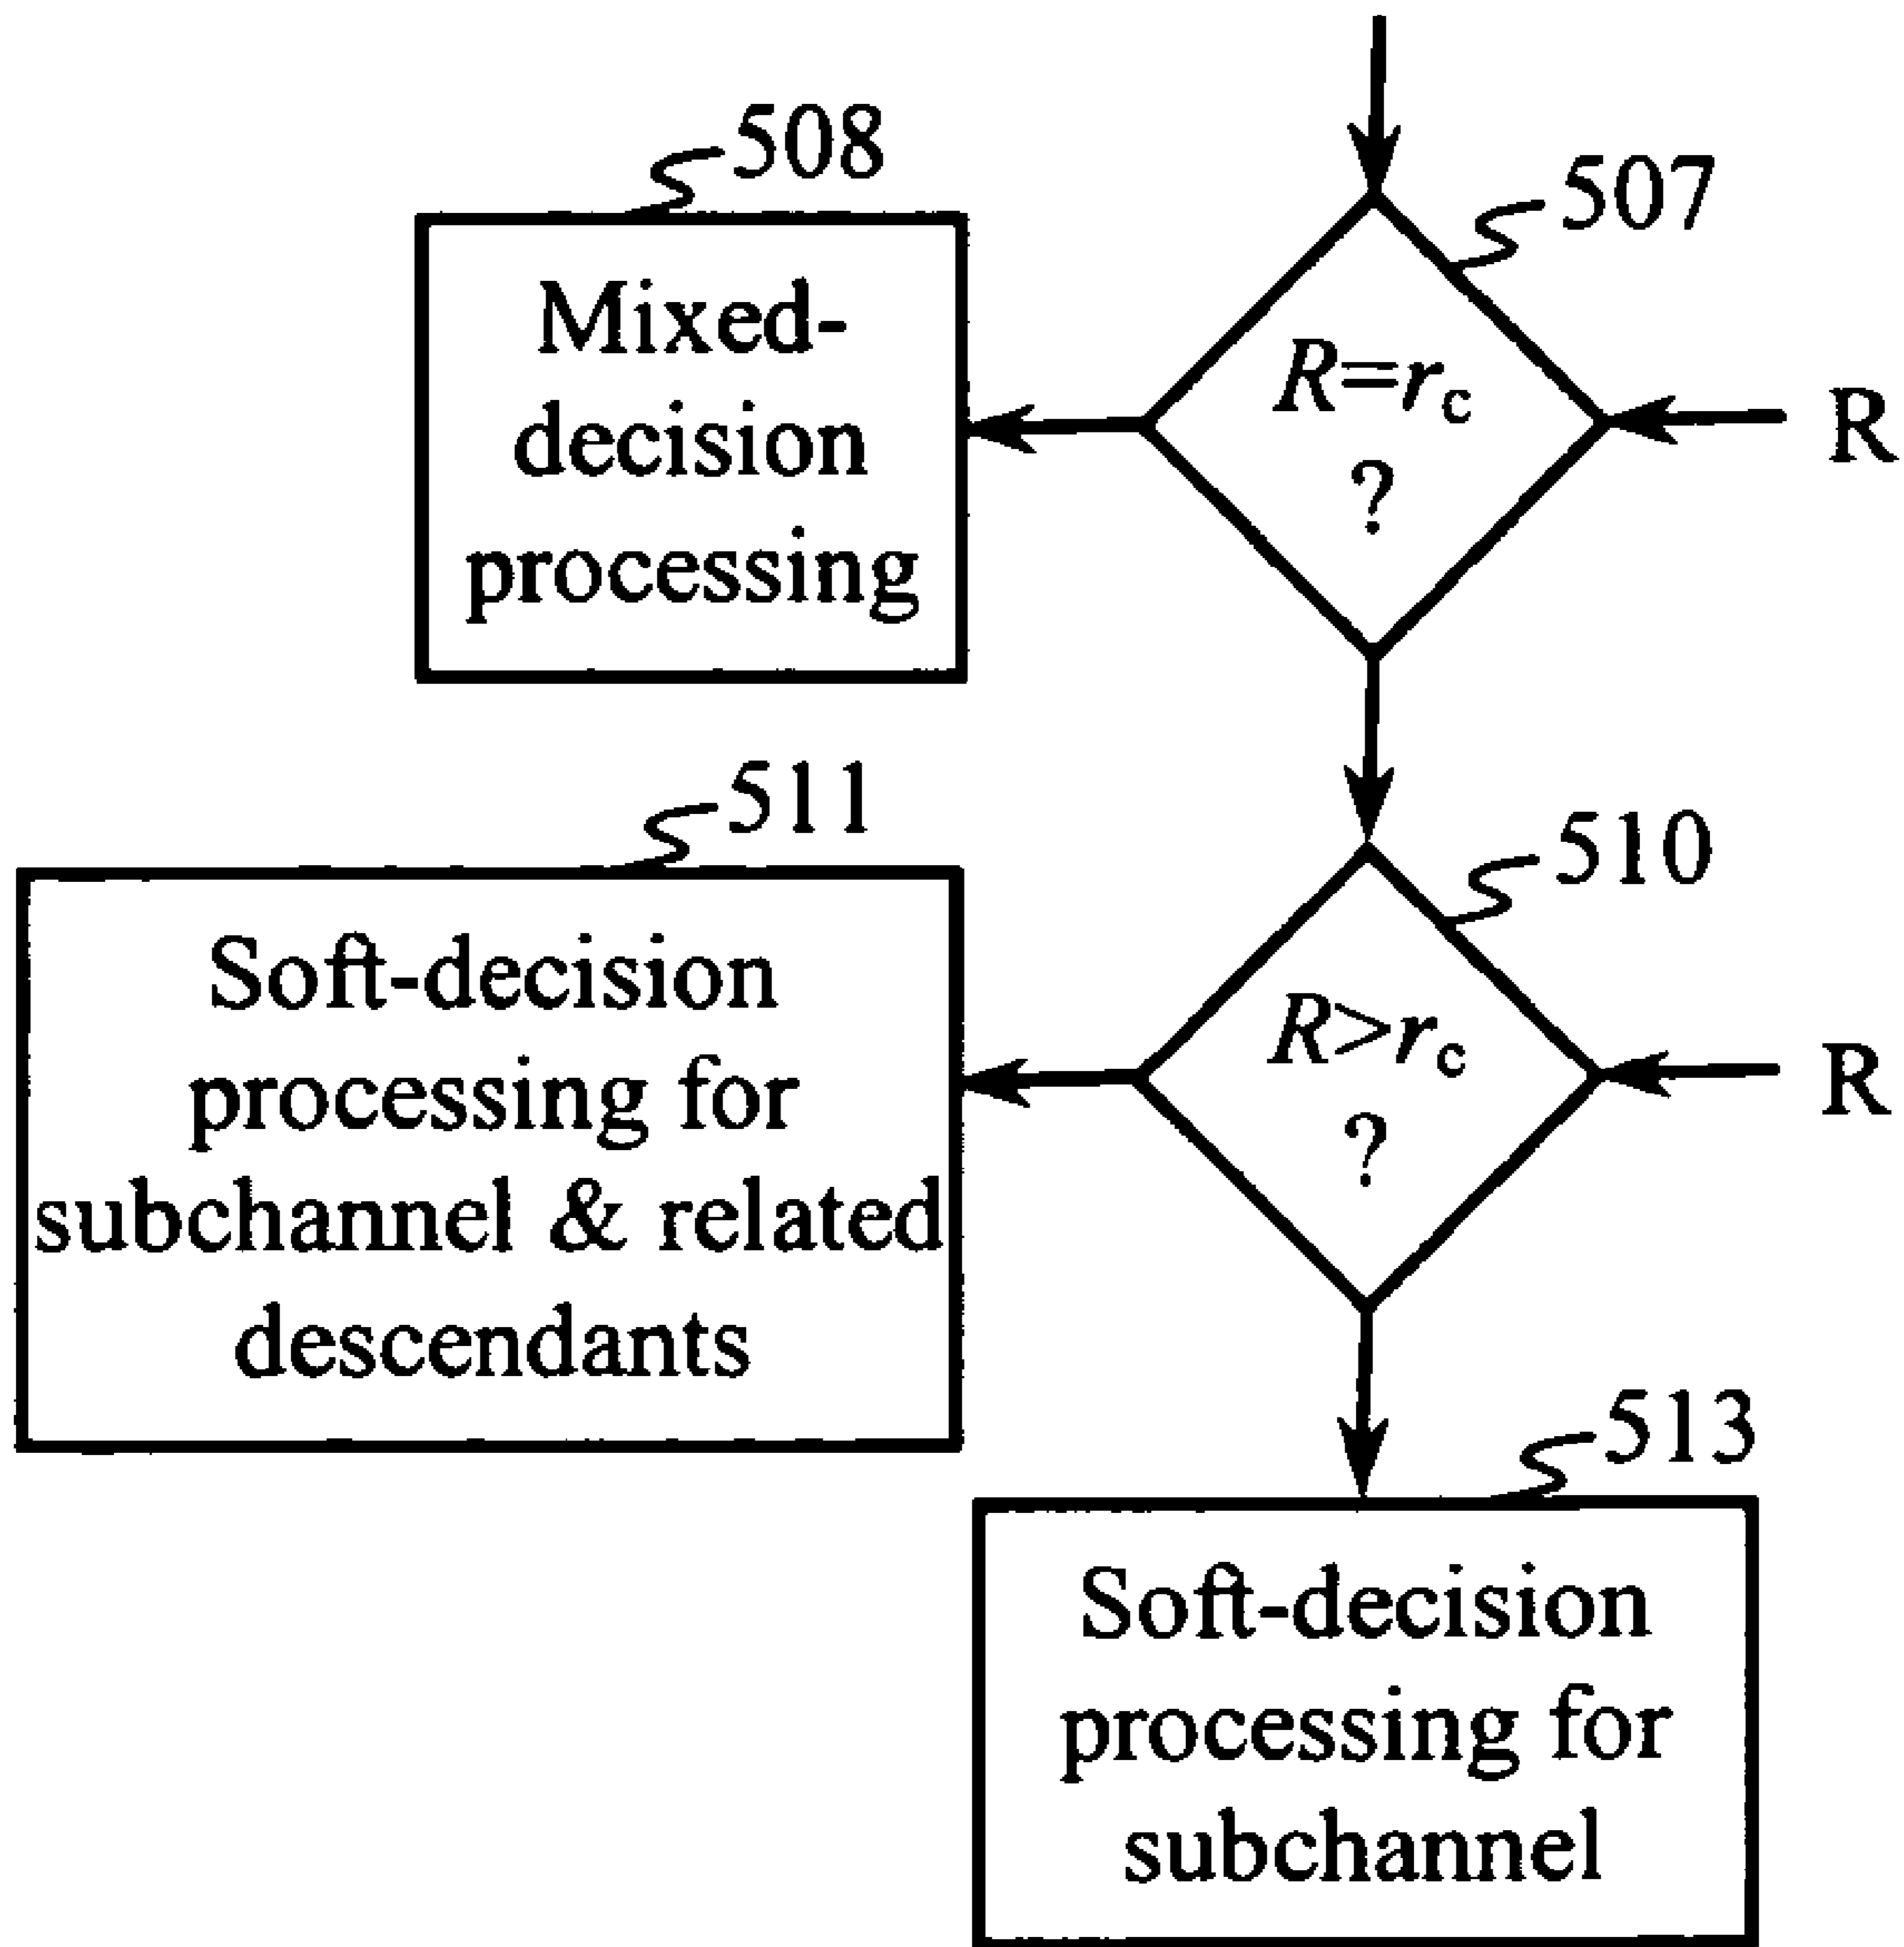 508
507
Mixed-
decision
processing
R=rc
?
R
511
510
Soft-decision
processing for
subchannel & related
descendants
R>rc
?
R
513
Soft-decision
processing for
subchannel